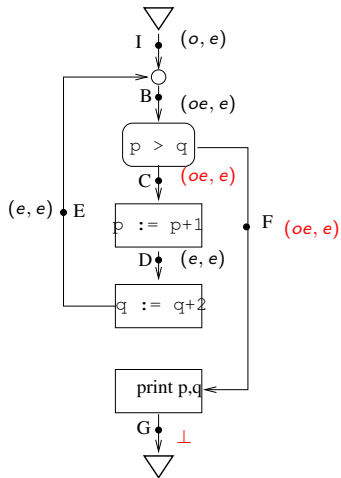 I (o, e)
B (oe, e)
p > q
C (oe, e)
(e, e) E
F (oe, e)
p := p+1
D (e, e)
q := q+2
print p,q
G ⊥